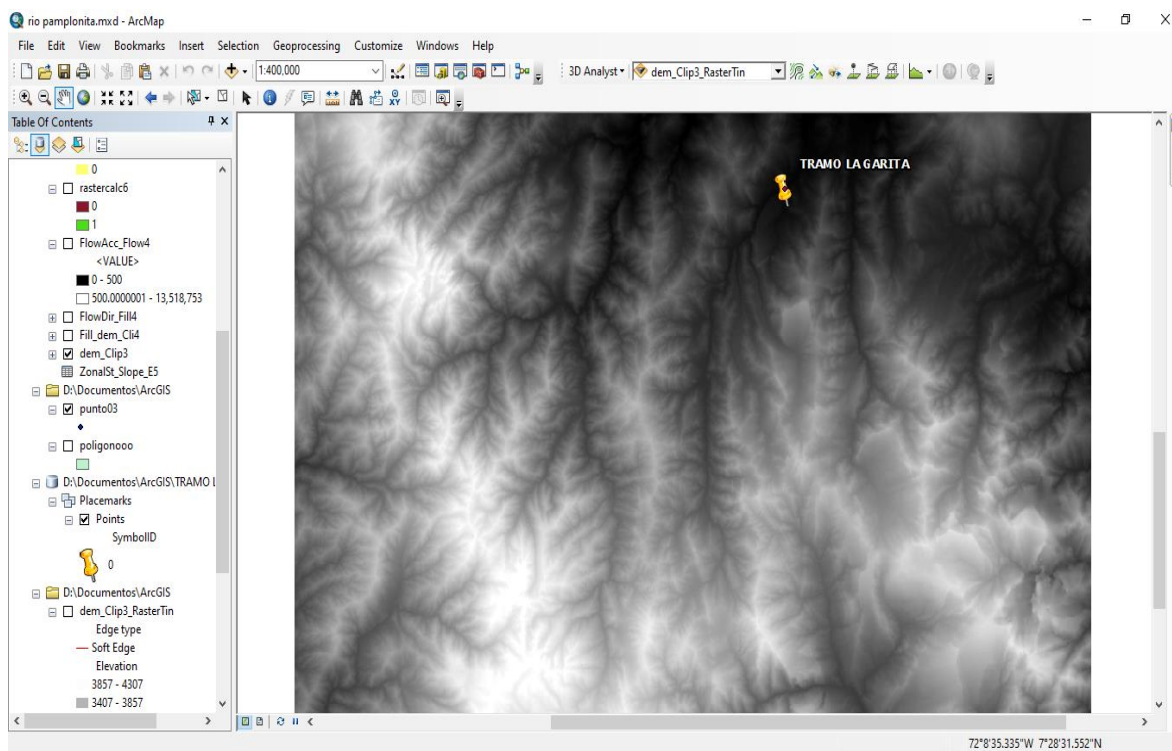 rio pamplonita.mxd - ArcMap
File Edit View Bookmarks Insert Selection Geoprocessing Customize Windows Help
1:400,000 3D Analyst dem_Clip3_RasterTin
XY
Table Of Contents
0
rastercalc6
0
1
FlowAcc_Flow4
<VALUE>
0 - 500
500.0000001 - 13,518,753
FlowDir_Fill4
Fill_dem_Cli4
dem_Clip3
ZonalSt_Slope_E5
D:\Documentos\ArcGIS
punto03
poligonooo
D:\Documentos\ArcGIS\TRAMO L
Placemarks
Points
SymbolID
0
D:\Documentos\ArcGIS
dem_Clip3_RasterTin
Edge type
Soft Edge
Elevation
3857 - 4307
3407 - 3857
TRAMO LA GARITA
72°8'35.335"W 7°28'31.552"N